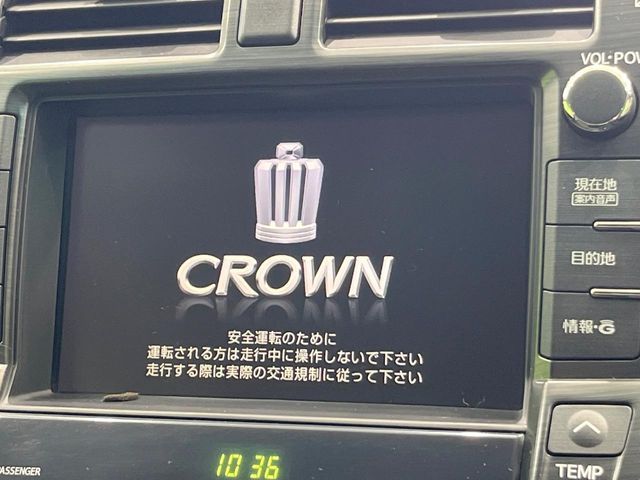 VOL・PO
現在地
案内音声
目的地
情報・G
CROWN
安全運転のために
運転される方は走行中に操作しないで下さい
走行する際は実際の交通規制に従って下さい
PASSENGER
10 36
TEMP